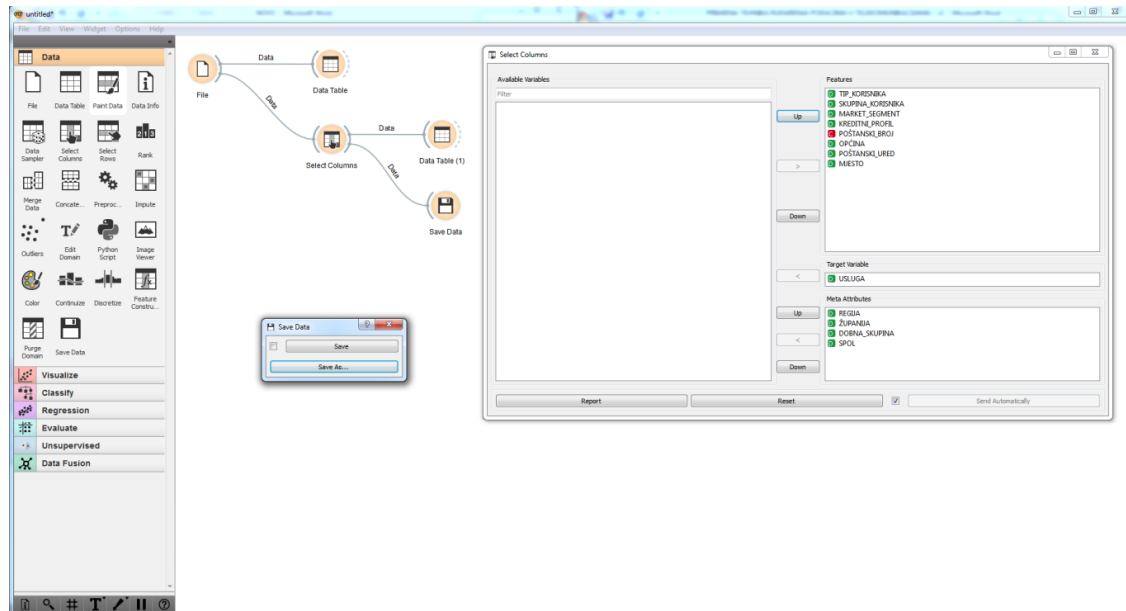 untitled*
File Edit View Widget Options Help
Data
File
Data Table
Paint Data
Data Info
Data Sampler
Select Columns
Select Rows
Rank
Merge Data
Concate...
Preproc...
Impute
Outliers
Edit Domain
Python Script
Image Viewer
Color
Continuize
Discretize
Feature Constru...
Purge Domain
Save Data
Visualize
Classify
Regression
Evaluate
Unsupervised
Data Fusion
File
Data
Data Table
Data
Select Columns
Data
Data Table (1)
Data
Save Data
Save Data
Save
Save As...
Select Columns
Available Variables
Filter
Up
>
Down
<
Up
<
Down
Features
D TIP_KORISNIKA
D SKUPINA_KORISNIKA
D MARKET_SEGMENT
D KREDITNI_PROFIL
C POŠTANSKI_BROJ
D OPĆINA
D POŠTANSKI_URED
D MJESTO
Target Variable
D USLUGA
Meta Attributes
D REGIJA
D ŽUPANIJA
D DOBNA_SKUPINA
D SPOL
Report
Reset
Send Automatically